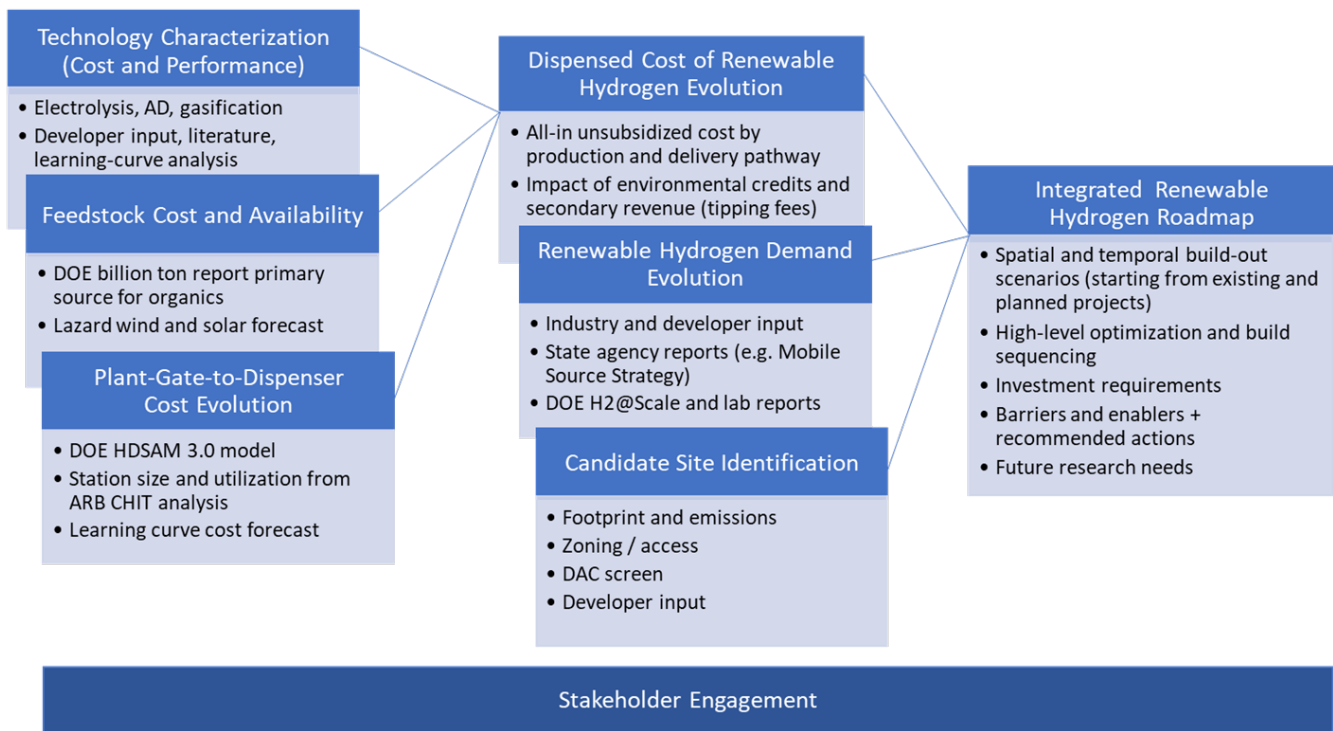 Technology Characterization
(Cost and Performance)
• Electrolysis, AD, gasification
• Developer input, literature,
learning-curve analysis
Feedstock Cost and Availability
• DOE billion ton report primary
source for organics
• Lazard wind and solar forecast
Plant-Gate-to-Dispenser
Cost Evolution
• DOE HDSAM 3.0 model
• Station size and utilization from
ARB CHIT analysis
• Learning curve cost forecast
Dispensed Cost of Renewable
Hydrogen Evolution
• All-in unsubsidized cost by
production and delivery pathway
• Impact of environmental credits and
secondary revenue (tipping fees)
Renewable Hydrogen Demand
Evolution
• Industry and developer input
• State agency reports (e.g. Mobile
Source Strategy)
• DOE H2@Scale and lab reports
Candidate Site Identification
• Footprint and emissions
• Zoning / access
• DAC screen
• Developer input
Integrated Renewable
Hydrogen Roadmap
• Spatial and temporal build-out
scenarios (starting from existing and
planned projects)
• High-level optimization and build
sequencing
• Investment requirements
• Barriers and enablers +
recommended actions
• Future research needs
Stakeholder Engagement